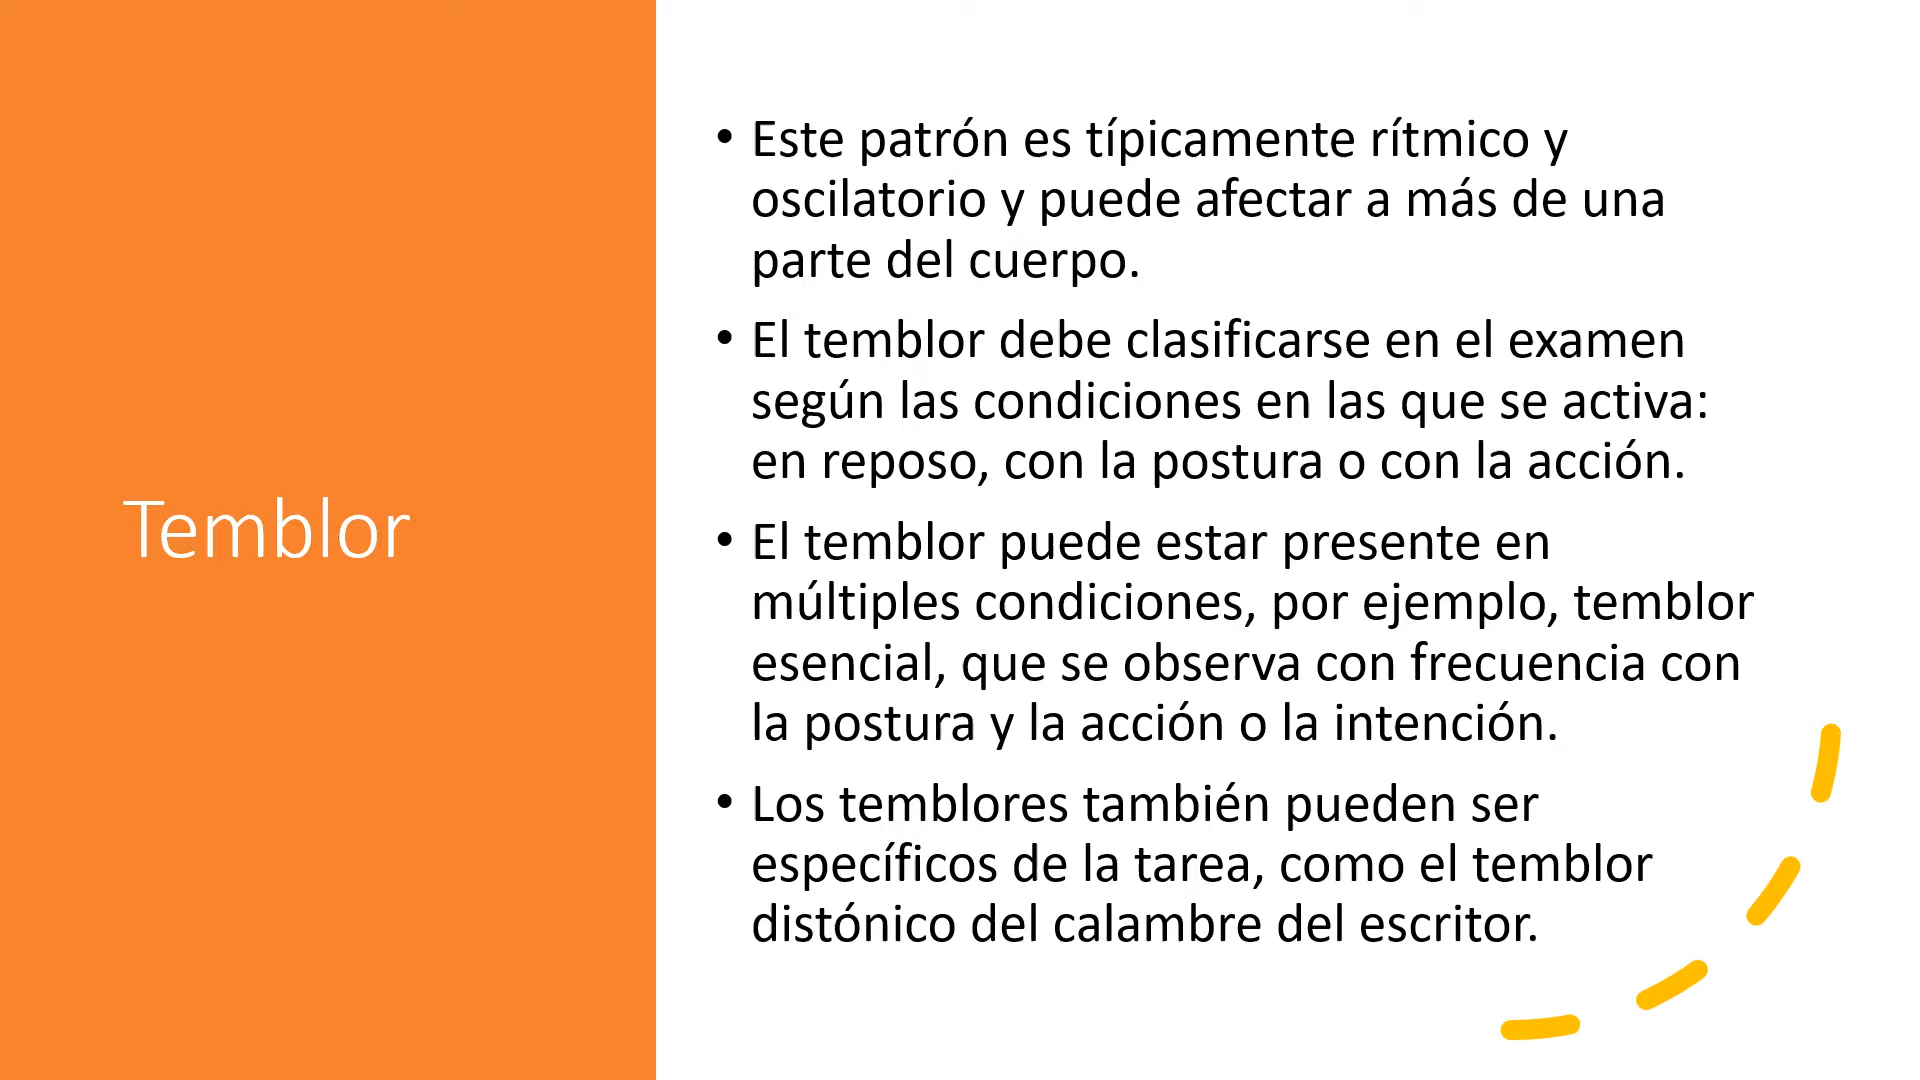 Temblor
• Este patrón es típicamente rítmico y
oscilatorio y puede afectar a más de una
parte del cuerpo.
• El temblor debe clasificarse en el examen
según las condiciones en las que se activa:
en reposo, con la postura o con la acción.
• El temblor puede estar presente en
múltiples condiciones, por ejemplo, temblor
esencial, que se observa con frecuencia con
la postura y la acción o la intención.
• Los temblores también pueden ser
específicos de la tarea, como el temblor
distónico del calambre del escritor.